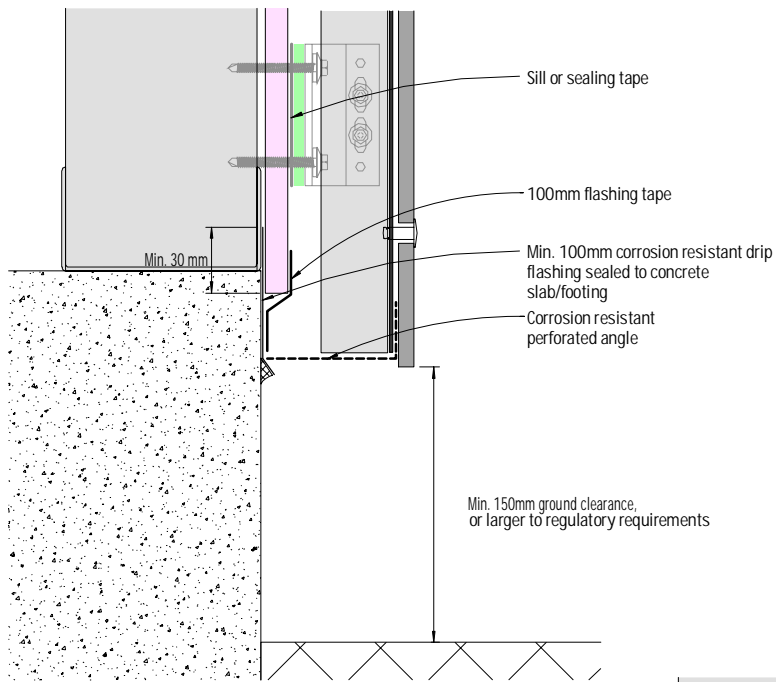 Sill or sealing tape
100mm flashing tape
Min. 30 mm
Min. 100mm corrosion resistant drip
flashing sealed to concrete
slab/footing
Corrosion resistant
perforated angle
Min. 150mm ground clearance,
or larger to regulatory requirements